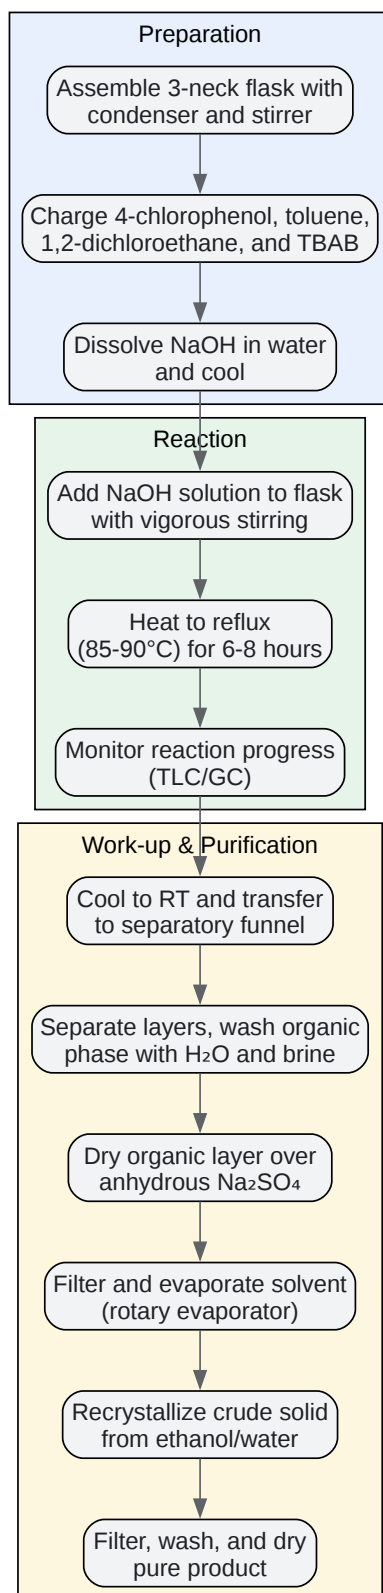 Preparation
Assemble 3-neck flask with
condenser and stirrer
Charge 4-chlorophenol, toluene,
1,2-dichloroethane, and TBAB
Dissolve NaOH in water
and cool
Reaction
Add NaOH solution to flask
with vigorous stirring
Heat to reflux
(85-90°C) for 6-8 hours
Monitor reaction progress
(TLC/GC)
Work-up & Purification
Cool to RT and transfer
to separatory funnel
Separate layers, wash organic
phase with H₂O and brine
Dry organic layer over
anhydrous Na₂SO₄
Filter and evaporate solvent
(rotary evaporator)
Recrystallize crude solid
from ethanol/water
Filter, wash, and dry
pure product